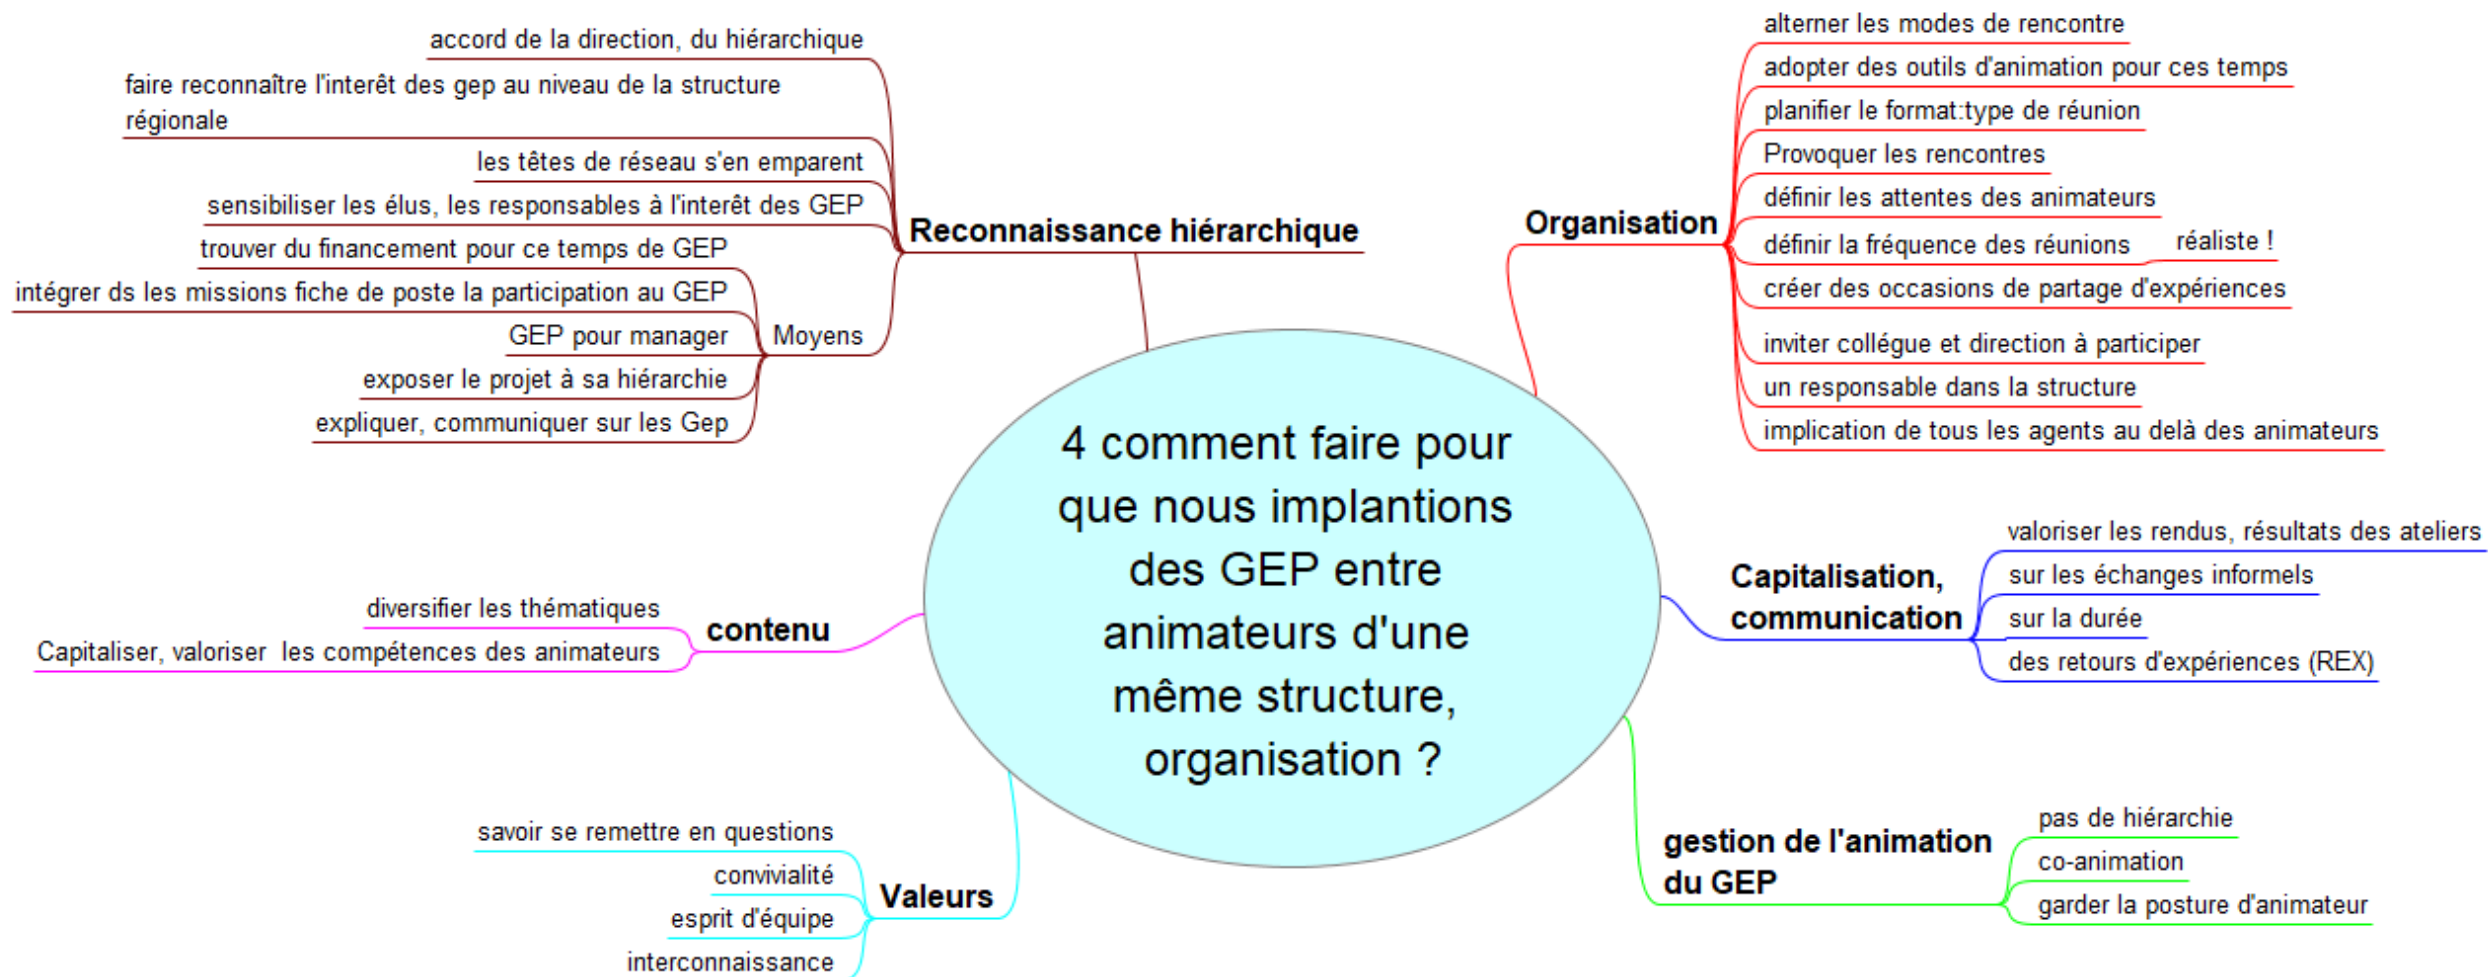 4 comment faire pour
que nous implantions
des GEP entre
animateurs d'une
même structure,
organisation ?
Organisation
alterner les modes de rencontre
adopter des outils d'animation pour ces temps
planifier le format:type de réunion
Provoquer les rencontres
définir les attentes des animateurs
définir la fréquence des réunions
réaliste !
créer des occasions de partage d'expériences
inviter collégue et direction à participer
un responsable dans la structure
implication de tous les agents au delà des animateurs
Capitalisation,
communication
valoriser les rendus, résultats des ateliers
sur les échanges informels
sur la durée
des retours d'expériences (REX)
gestion de l'animation
du GEP
pas de hiérarchie
co-animation
garder la posture d'animateur
Reconnaissance hiérarchique
accord de la direction, du hiérarchique
faire reconnaître l'interêt des gep au niveau de la structure
régionale
les têtes de réseau s'en emparent
sensibiliser les élus, les responsables à l'interêt des GEP
Moyens
trouver du financement pour ce temps de GEP
intégrer ds les missions fiche de poste la participation au GEP
GEP pour manager
exposer le projet à sa hiérarchie
expliquer, communiquer sur les Gep
contenu
diversifier les thématiques
Capitaliser, valoriser  les compétences des animateurs
Valeurs
savoir se remettre en questions
convivialité
esprit d'équipe
interconnaissance